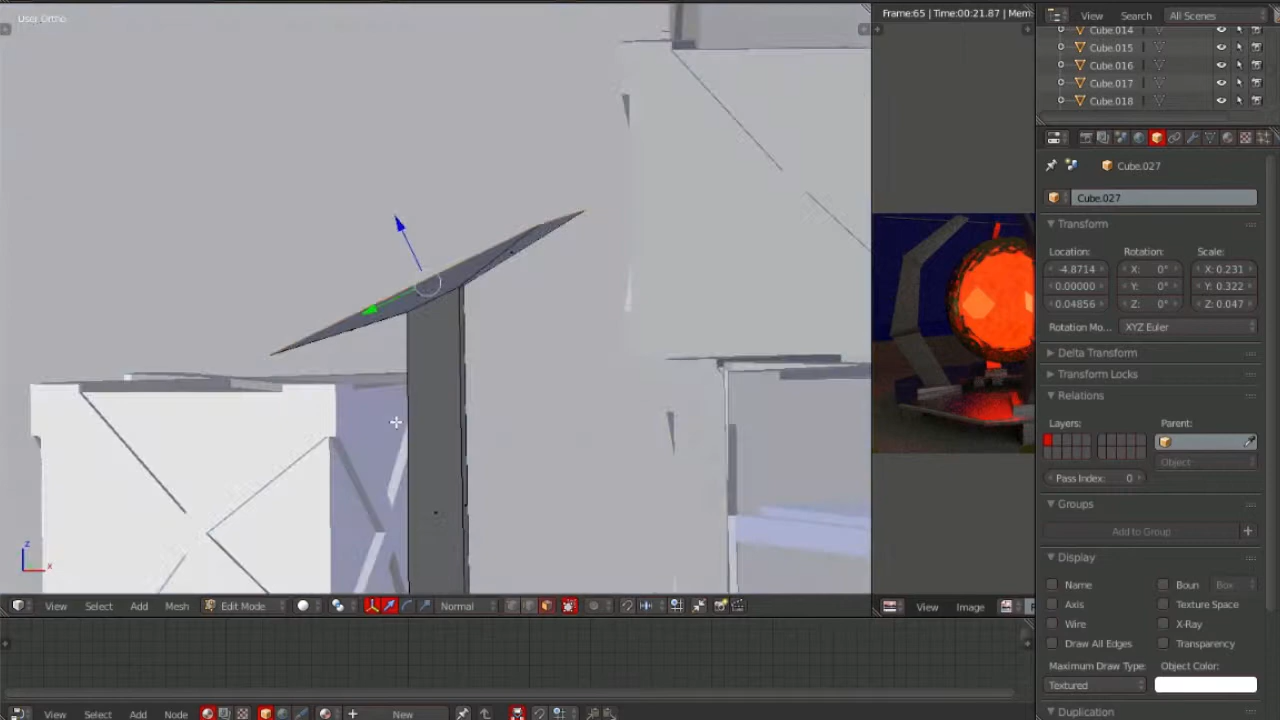 User Ortho
Frame:65 | Time:00:21.87 | Mem:
View Search All Scenes
Cube.014
Cube.015
Cube.016
Cube.017
Cube.018
Cube.027
Cube.027
Transform
Location: Rotation: Scale:
-4.8714 X: 0° X: 0.231
0.00000 Y: 0° Y: 0.322
0.04856 Z: 0° Z: 0.047
Rotation Mo... XYZ Euler
Delta Transform
Transform Locks
Relations
Layers: Parent:
Object
Pass Index: 0
Groups
Add to Group
Display
Name Boun Box
Axis Texture Space
Wire X-Ray
Draw All Edges Transparency
Maximum Draw Type: Object Color:
Textured
Duplication
z
x
View Select Add Mesh Edit Mode Normal
View Image
View Select Add Node New